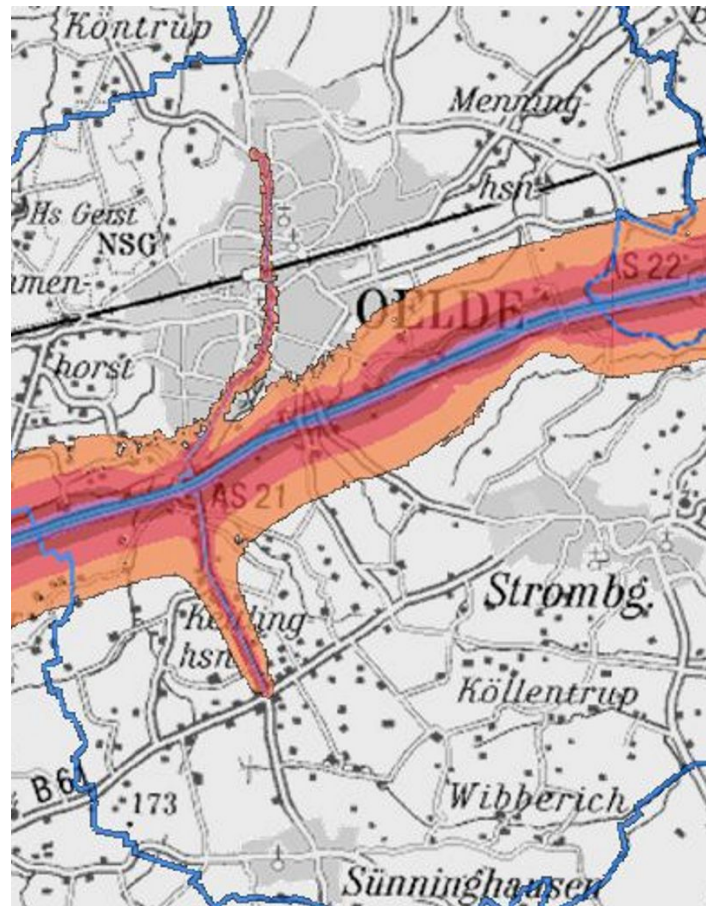 Köntrup
Menning-
hsn
Hs Geist
NSG
AS 22
OELDE
horst
AS 21
Strombg.
hsn
Köllentrup
B 61
173
Wibberich
Sünninghausen